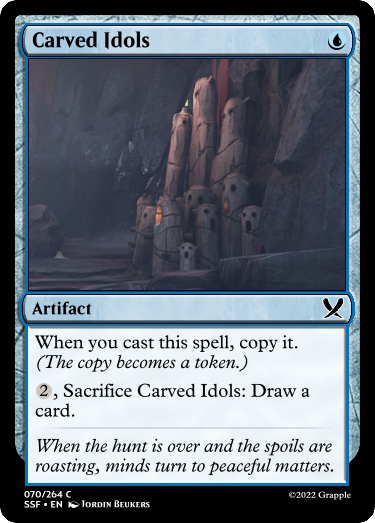 Carved Idols
Artifact
When you cast this spell, copy it.
(The copy becomes a token.)
2, Sacrifice Carved Idols: Draw a
card.
When the hunt is over and the spoils are
roasting, minds turn to peaceful matters.
070/264 C
SSF • EN Jordin Beukers
©2022 Grapple